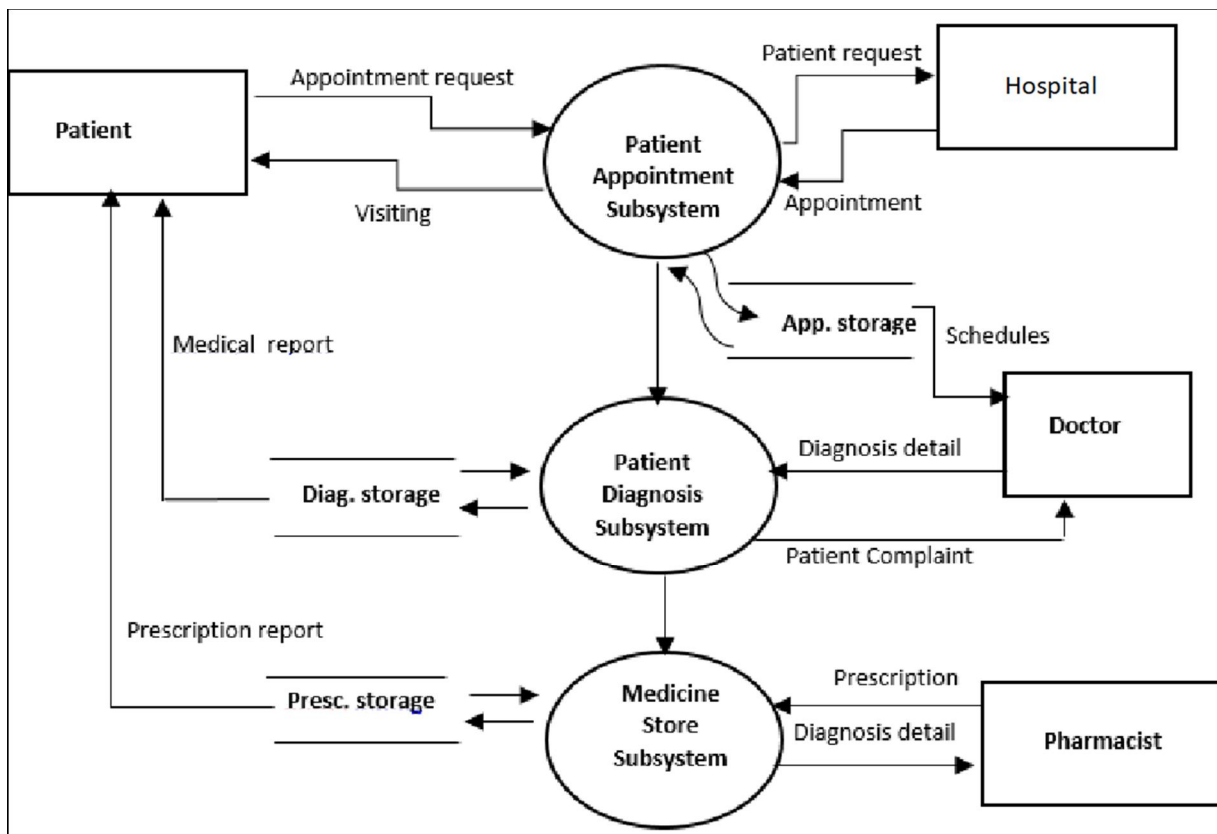 Patient request
Appointment request
Hospital
Patient
Patient
Appointment
Subsystem
Visiting
Appointment
App. storage
Medical report
Schedules
Doctor
Diagnosis detail
Patient
Diagnosis
Subsystem
Diag. storage
Patient Complaint
Prescription report
Presc. storage
Medicine
Store
Subsystem
Prescription
Diagnosis detail
Pharmacist